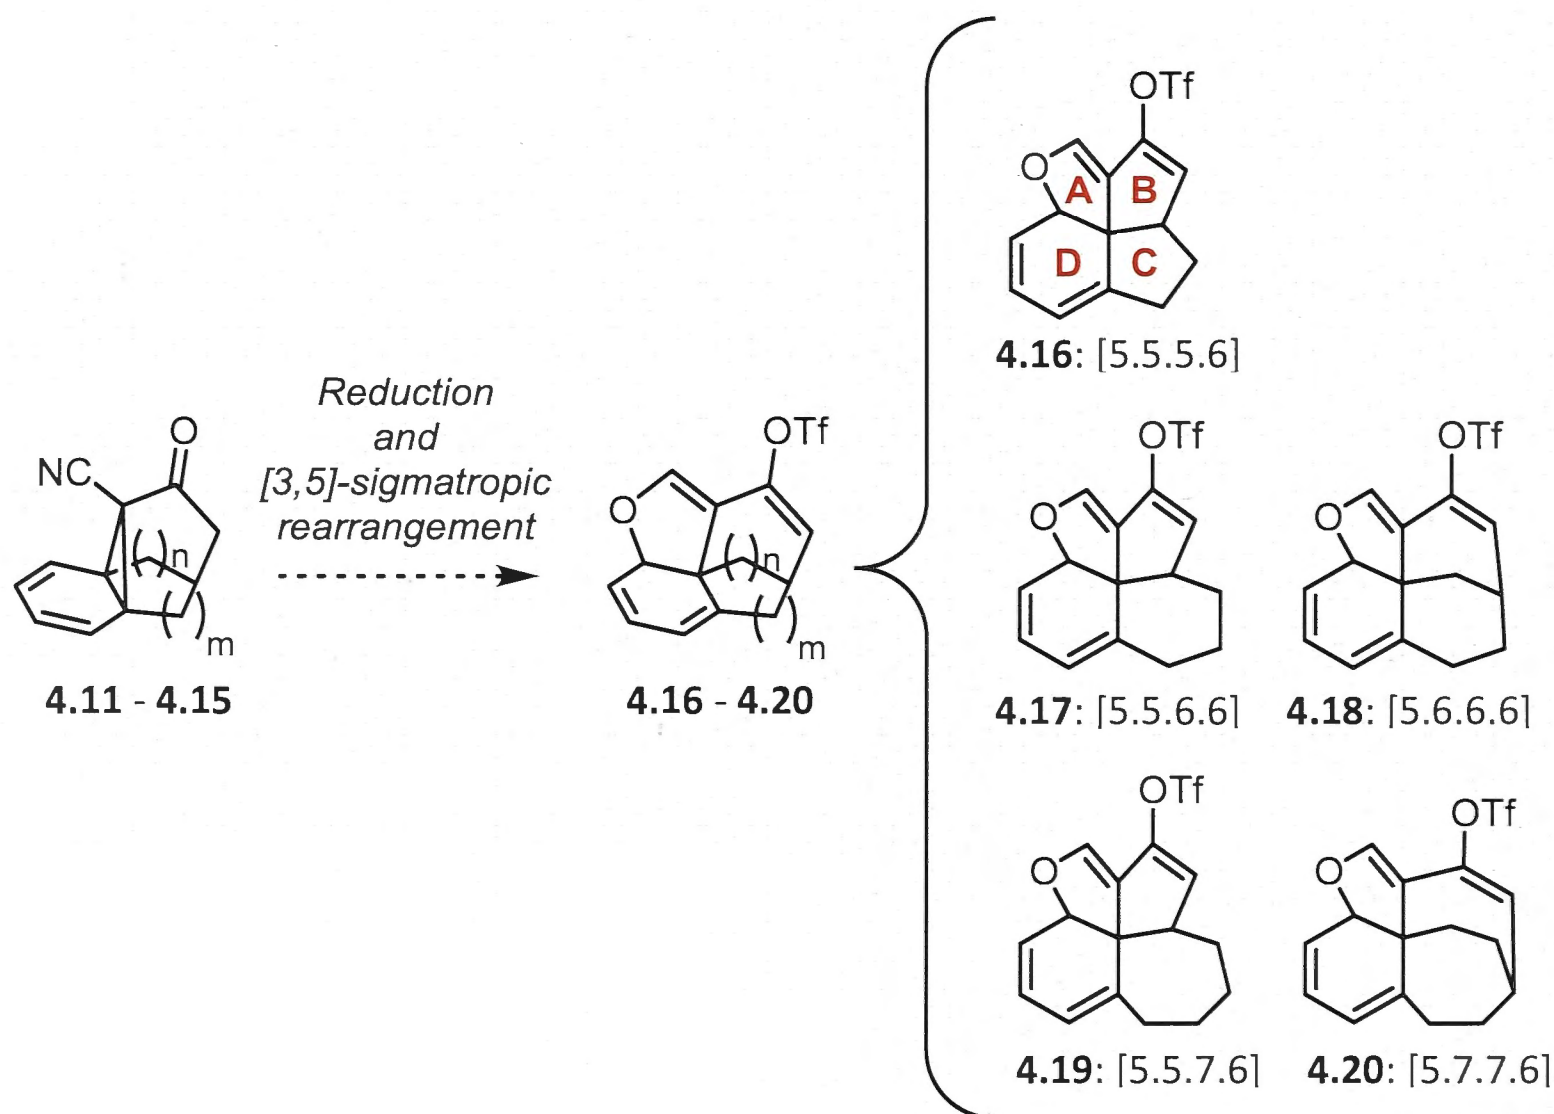 OTf
O
A
B
D
C
4.16: [5.5.5.6]
Reduction
and
[3,5]-sigmatropic
rearrangement
O
NC
( )n
( )m
4.11 - 4.15
OTf
O
( )n
( )m
4.16 - 4.20
OTf
O
4.17: [5.5.6.6]
OTf
O
4.18: [5.6.6.6]
OTf
O
4.19: [5.5.7.6]
OTf
O
4.20: [5.7.7.6]